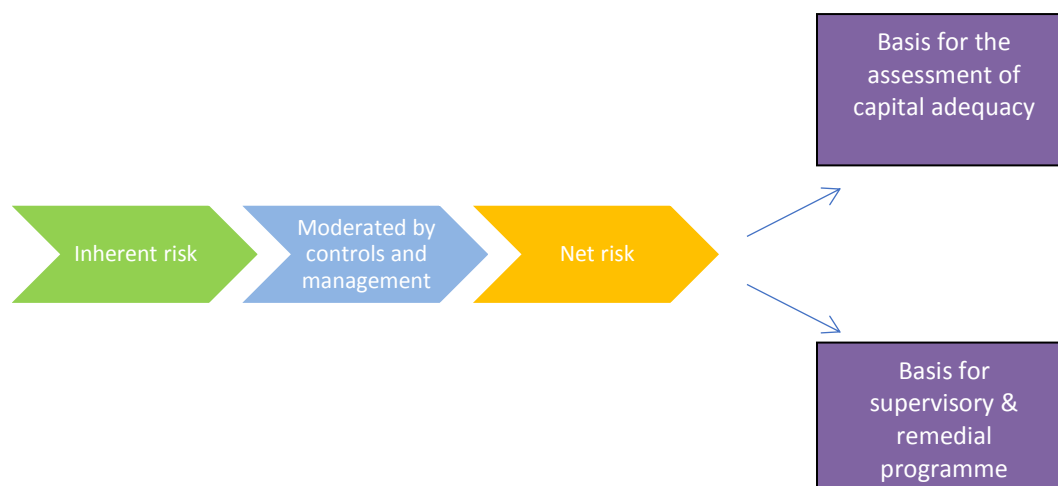 Basis for the
assessment of
capital adequacy
Inherent risk
Moderated by
controls and
management
Net risk
Basis for
supervisory &
remedial
programme